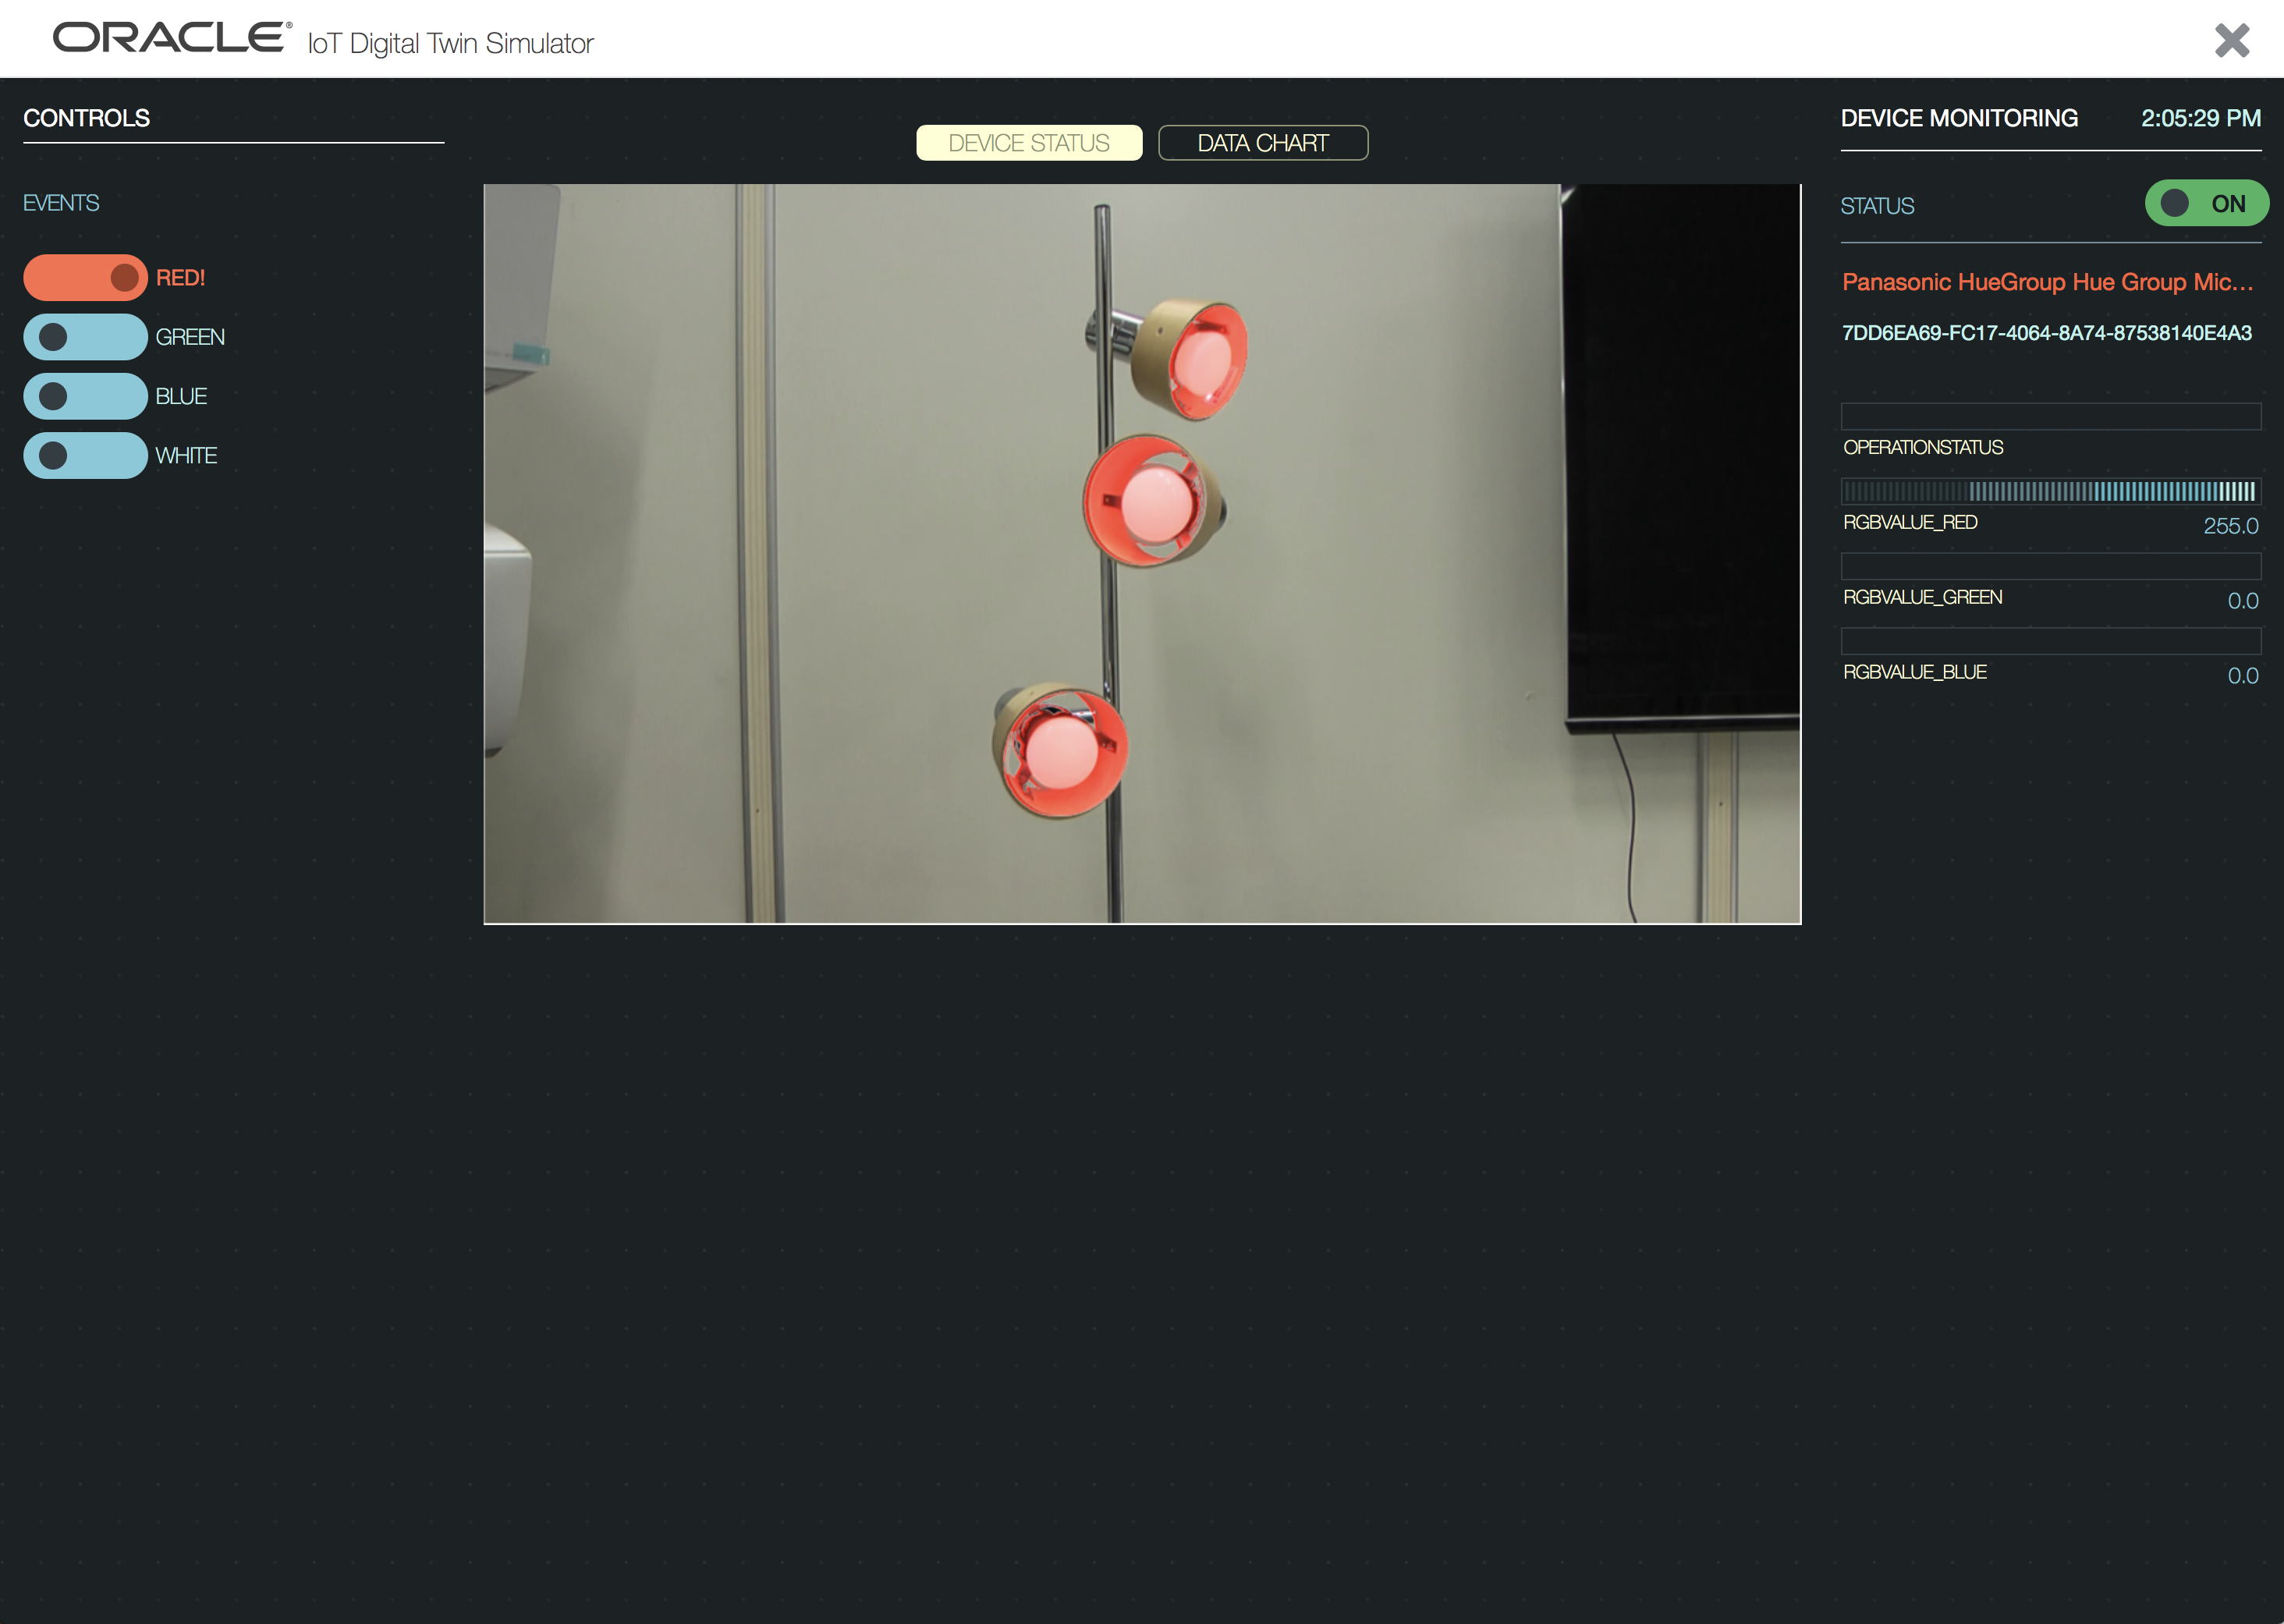 ORACLE® IoT Digital Twin Simulator
CONTROLS
EVENTS
RED!
GREEN
BLUE
WHITE
DEVICE STATUS
DATA CHART
DEVICE MONITORING 2:05:29 PM
STATUS ON
Panasonic HueGroup Hue Group Mic...
7DD6EA69-FC17-4064-8A74-87538140E4A3
OPERATIONSTATUS
RGBVALUE_RED 255.0
RGBVALUE_GREEN 0.0
RGBVALUE_BLUE 0.0